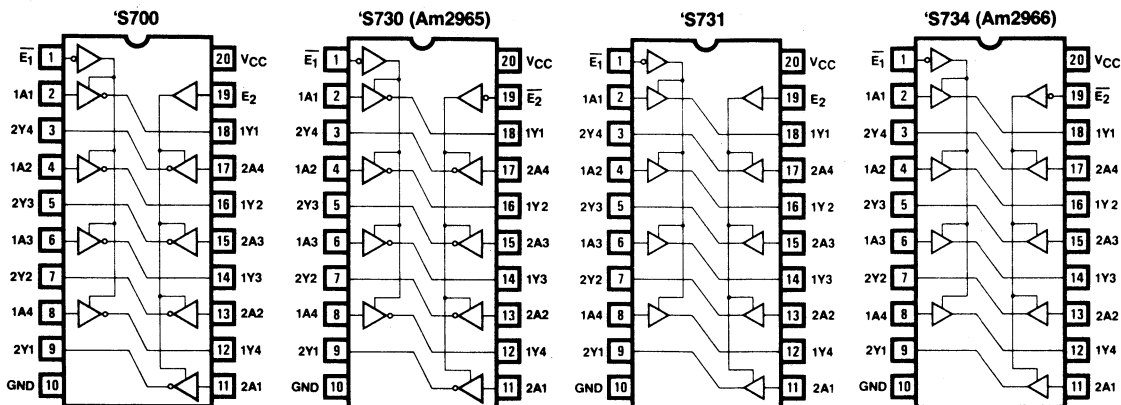 'S700
E1 1 20 VCC
1A1 2 19 E2
2Y4 3 18 1Y1
1A2 4 17 2A4
2Y3 5 16 1Y2
1A3 6 15 2A3
2Y2 7 14 1Y3
1A4 8 13 2A2
2Y1 9 12 1Y4
GND 10 11 2A1
'S730 (Am2965)
E1 1 20 VCC
1A1 2 19 E2
2Y4 3 18 1Y1
1A2 4 17 2A4
2Y3 5 16 1Y2
1A3 6 15 2A3
2Y2 7 14 1Y3
1A4 8 13 2A2
2Y1 9 12 1Y4
GND 10 11 2A1
'S731
E1 1 20 VCC
1A1 2 19 E2
2Y4 3 18 1Y1
1A2 4 17 2A4
2Y3 5 16 1Y2
1A3 6 15 2A3
2Y2 7 14 1Y3
1A4 8 13 2A2
2Y1 9 12 1Y4
GND 10 11 2A1
'S734 (Am2966)
E1 1 20 VCC
1A1 2 19 E2
2Y4 3 18 1Y1
1A2 4 17 2A4
2Y3 5 16 1Y2
1A3 6 15 2A3
2Y2 7 14 1Y3
1A4 8 13 2A2
2Y1 9 12 1Y4
GND 10 11 2A1